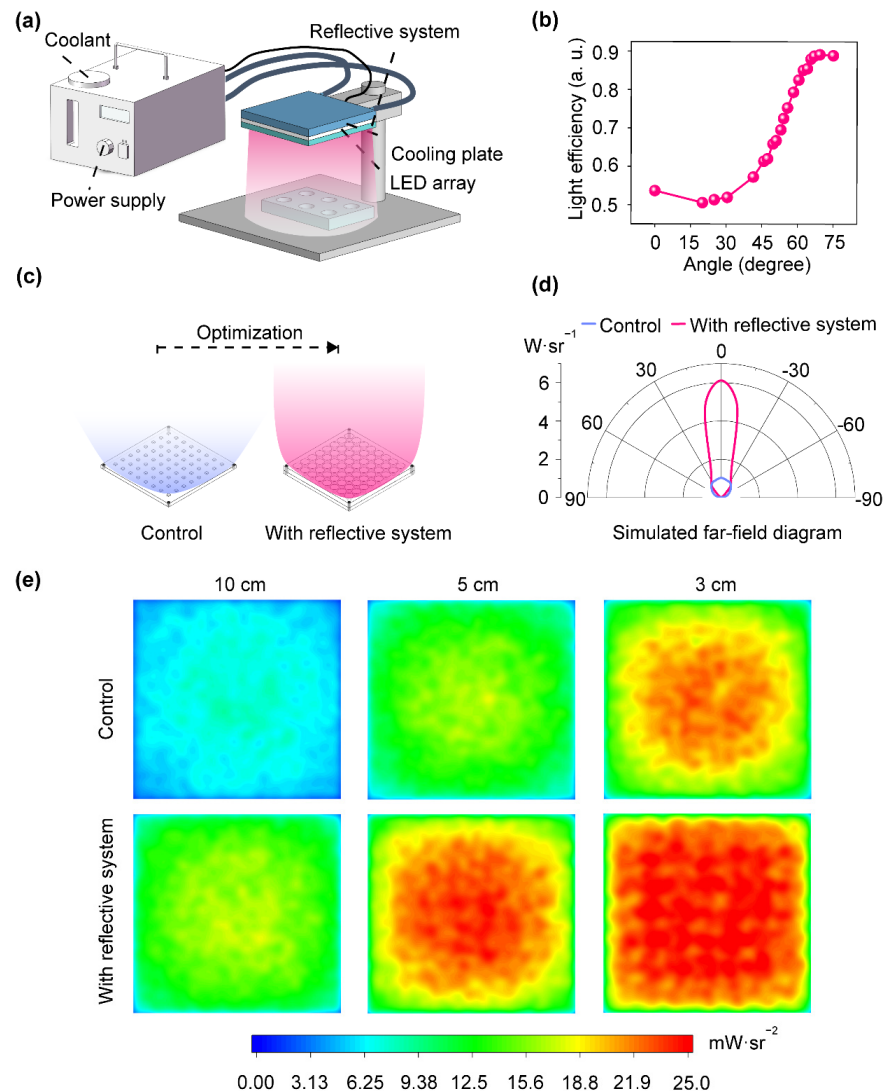 (a)
Coolant
Reflective system
Cooling plate
LED array
Power supply
(b)
Light efficiency (a. u.)
0.9
0.8
0.7
0.6
0.5
0 15 30 45 60 75
Angle (degree)
(c)
Optimization
Control
With reflective system
(d)
Control With reflective system
W·sr⁻¹
6
4
2
0
90 60 30 0 -30 -60 -90
Simulated far-field diagram
(e)
10 cm 5 cm 3 cm
Control
With reflective system
mW·sr⁻²
0.00 3.13 6.25 9.38 12.5 15.6 18.8 21.9 25.0